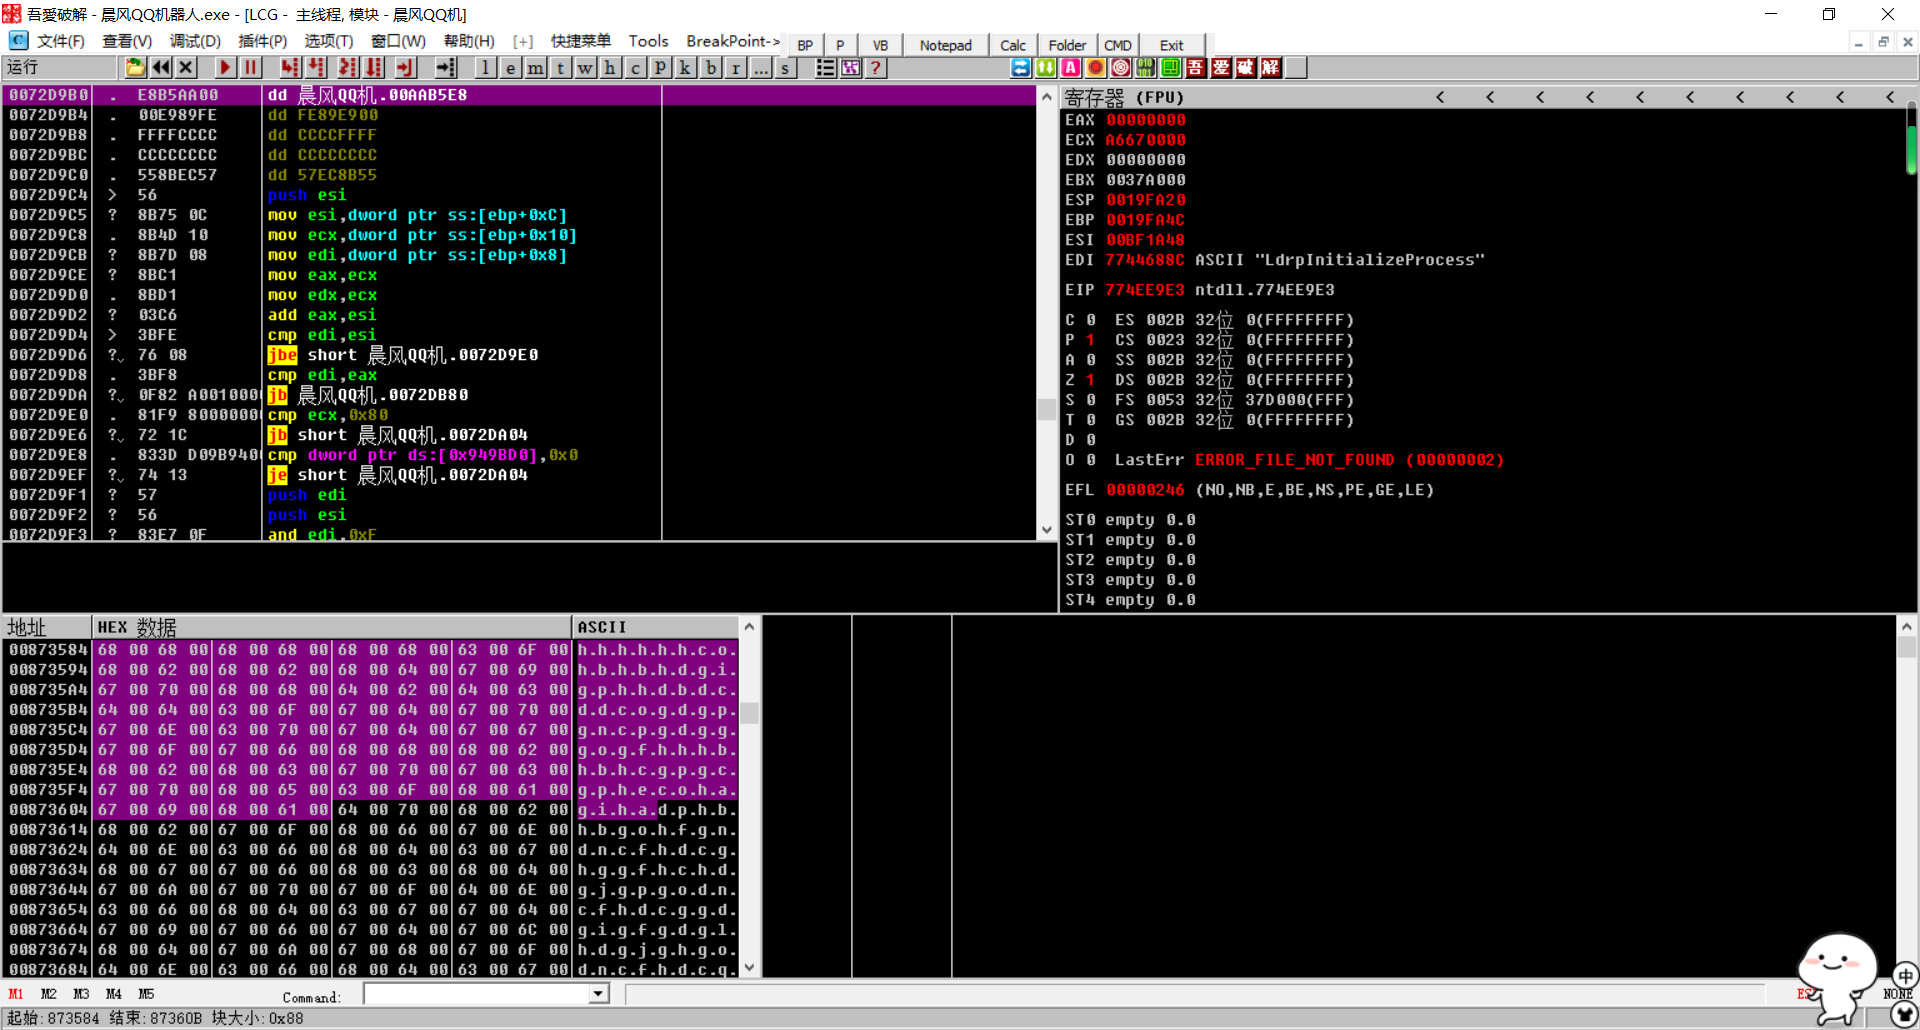 吾愛破解 - 晨风QQ机器人.exe - [LCG - 主线程, 模块 - 晨风QQ机]
文件(F) 查看(V) 调试(D) 插件(P) 选项(T) 窗口(W) 帮助(H) [+] 快捷菜单 Tools BreakPoint-> BP P VB Notepad Calc Folder CMD Exit
运行 l e m t w h c p k b r ... s ? 吾 爱 破 解
0072D9B0 . E8B5AA00 dd 晨风QQ机.00AAB5E8
0072D9B4 . 00E989FE dd FE89E900
0072D9B8 . FFFFCCCC dd CCCCFFFF
0072D9BC . CCCCCCCC dd CCCCCCCC
0072D9C0 . 558BEC57 dd 57EC8B55
0072D9C4 > 56 push esi
0072D9C5 ? 8B75 0C mov esi,dword ptr ss:[ebp+0xC]
0072D9C8 . 8B4D 10 mov ecx,dword ptr ss:[ebp+0x10]
0072D9CB ? 8B7D 08 mov edi,dword ptr ss:[ebp+0x8]
0072D9CE ? 8BC1 mov eax,ecx
0072D9D0 . 8BD1 mov edx,ecx
0072D9D2 ? 03C6 add eax,esi
0072D9D4 > 3BFE cmp edi,esi
0072D9D6 ? 76 08 jbe short 晨风QQ机.0072D9E0
0072D9D8 . 3BF8 cmp edi,eax
0072D9DA ? 0F82 A0010000 jb 晨风QQ机.0072DB80
0072D9E0 . 81F9 80000000 cmp ecx,0x80
0072D9E6 ? 72 1C jb short 晨风QQ机.0072DA04
0072D9E8 . 833D D09B9400 cmp dword ptr ds:[0x949BD0],0x0
0072D9EF ? 74 13 je short 晨风QQ机.0072DA04
0072D9F1 ? 57 push edi
0072D9F2 ? 56 push esi
0072D9F3 ? 83E7 0F and edi,0xF
寄存器 (FPU) < < < < < < < < < <
EAX 00000000
ECX A6670000
EDX 00000000
EBX 0037A000
ESP 0019FA20
EBP 0019FA4C
ESI 00BF1A48
EDI 7744688C ASCII "LdrpInitializeProcess"
EIP 774EE9E3 ntdll.774EE9E3
C 0 ES 002B 32位 0(FFFFFFFF)
P 1 CS 0023 32位 0(FFFFFFFF)
A 0 SS 002B 32位 0(FFFFFFFF)
Z 1 DS 002B 32位 0(FFFFFFFF)
S 0 FS 0053 32位 37D000(FFF)
T 0 GS 002B 32位 0(FFFFFFFF)
D 0
O 0 LastErr ERROR_FILE_NOT_FOUND (00000002)
EFL 00000246 (NO,NB,E,BE,NS,PE,GE,LE)
ST0 empty 0.0
ST1 empty 0.0
ST2 empty 0.0
ST3 empty 0.0
ST4 empty 0.0
地址 HEX 数据 ASCII
00873584 68 00 68 00 68 00 68 00 68 00 68 00 63 00 6F 00 h.h.h.h.h.h.c.o.
00873594 68 00 62 00 68 00 62 00 68 00 64 00 67 00 69 00 h.b.h.b.h.d.g.i.
008735A4 67 00 70 00 68 00 68 00 64 00 62 00 64 00 63 00 g.p.h.h.d.b.d.c.
008735B4 64 00 64 00 63 00 6F 00 67 00 64 00 67 00 70 00 d.d.c.o.g.d.g.p.
008735C4 67 00 6E 00 63 00 70 00 67 00 64 00 67 00 67 00 g.n.c.p.g.d.g.g.
008735D4 67 00 6F 00 67 00 66 00 68 00 68 00 68 00 62 00 g.o.g.f.h.h.h.b.
008735E4 68 00 62 00 68 00 63 00 67 00 70 00 67 00 63 00 h.b.h.c.g.p.g.c.
008735F4 67 00 70 00 68 00 65 00 63 00 6F 00 68 00 61 00 g.p.h.e.c.o.h.a.
00873604 67 00 69 00 68 00 61 00 64 00 70 00 68 00 62 00 g.i.h.a.d.p.h.b.
00873614 68 00 62 00 67 00 6F 00 68 00 66 00 67 00 6E 00 h.b.g.o.h.f.g.n.
00873624 64 00 6E 00 63 00 66 00 68 00 64 00 63 00 67 00 d.n.c.f.h.d.c.g.
00873634 68 00 67 00 67 00 66 00 68 00 63 00 68 00 64 00 h.g.g.f.h.c.h.d.
00873644 67 00 6A 00 67 00 70 00 67 00 6F 00 64 00 6E 00 g.j.g.p.g.o.d.n.
00873654 63 00 66 00 68 00 64 00 63 00 67 00 67 00 64 00 c.f.h.d.c.g.g.d.
00873664 67 00 69 00 67 00 66 00 67 00 64 00 67 00 6C 00 g.i.g.f.g.d.g.l.
00873674 68 00 64 00 67 00 6A 00 67 00 68 00 67 00 6F 00 h.d.g.j.g.h.g.o.
00873684 64 00 6E 00 63 00 66 00 68 00 64 00 63 00 67 00 d.n.c.f.h.d.c.g.
M1 M2 M3 M4 M5 Command: NONE
中
起始:873584 结束:87360B 块大小:0x88